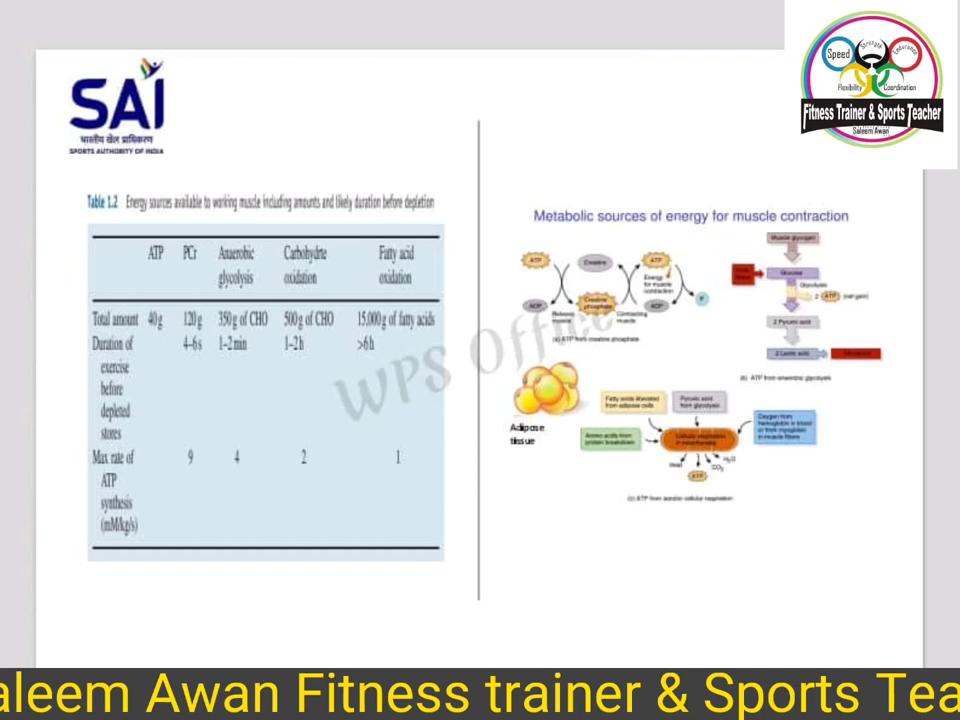 SAI
भारतीय खेल प्राधिकरण
SPORTS AUTHORITY OF INDIA
Speed
Strength
Endurance
Flexibility
Coordination
Fitness Trainer & Sports Teacher
Saleem Awan
Table 1.2 Energy sources available to working muscle including amounts and likely duration before depletion
ATP PCr Anaerobic glycolysis Carbohydrte oxidation Fatty acid oxidation
Total amount 40 g 120 g 350 g of CHO 500 g of CHO 15,000 g of fatty acids
Duration of exercise before depleted stores 4–6 s 1–2 min 1–2 h >6 h
Max rate of ATP synthesis (mM/kg/s) 9 4 2 1
WPS Office
Metabolic sources of energy for muscle contraction
ATP
Creatine
ATP
Energy
for muscle
contraction
ADP
Creatine
phosphate
ADP
P
Relaxed
muscle
Contracting
muscle
(a) ATP from creatine phosphate
Muscle glycogen
Glucose
Glycolysis
2 ATP (net gain)
2 Pyruvic acid
2 Lactic acid
(b) ATP from anaerobic glycolysis
Adipose
tissue
Fatty acids liberated
from adipose cells
Pyruvic acid
from glycolysis
Amino acids from
protein breakdown
Cellular respiration
in mitochondria
Oxygen from
hemoglobin in blood
or from myoglobin
in muscle fibers
Heat
ATP
CO2
H2O
(c) ATP from aerobic cellular respiration
aleem Awan Fitness trainer & Sports Tea